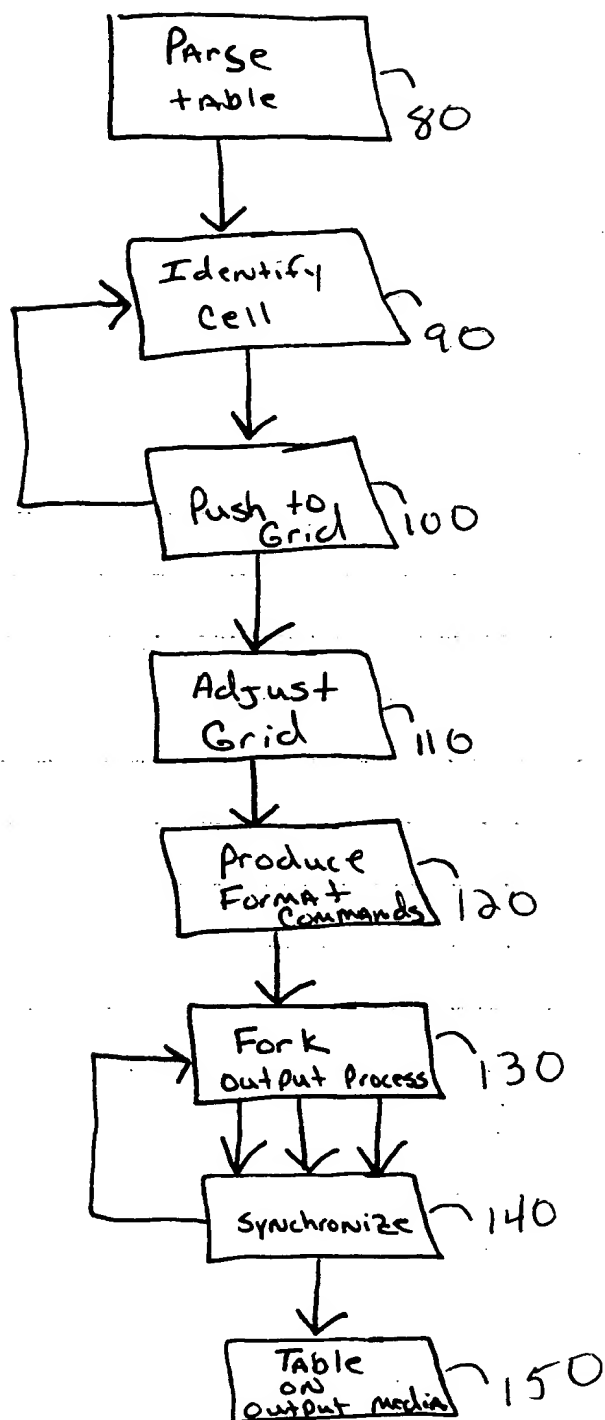 PArse
tAble
80
Identify
Cell
90
Push to
Grid
100
Adjust
Grid
110
Produce
FormAt
CommANds
120
Fork
output Process
130
Synchronize
140
TAble
ON
output media
150